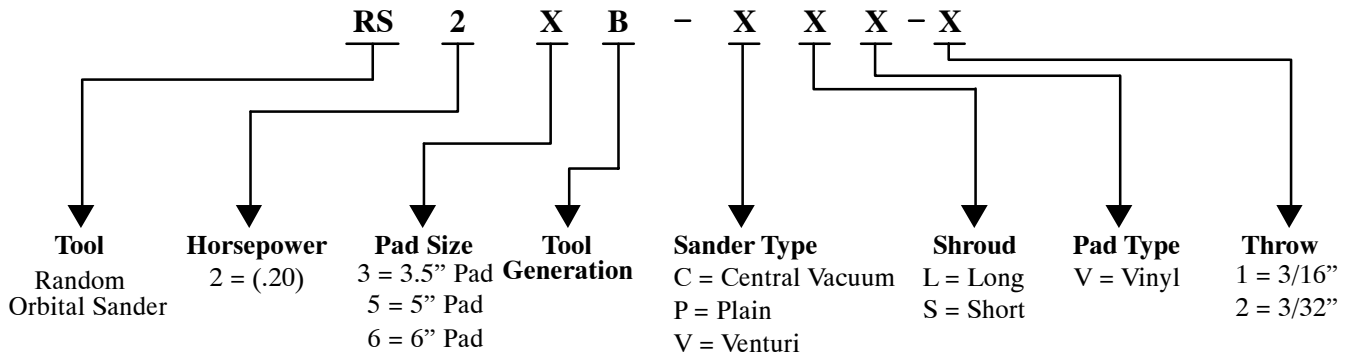 RS 2 X B – X X X - X
Tool
Random
Orbital Sander
Horsepower
2 = (.20)
Pad Size
3 = 3.5” Pad
5 = 5” Pad
6 = 6” Pad
Tool
Generation
Sander Type
C = Central Vacuum
P = Plain
V = Venturi
Shroud
L = Long
S = Short
Pad Type
V = Vinyl
Throw
1 = 3/16”
2 = 3/32”